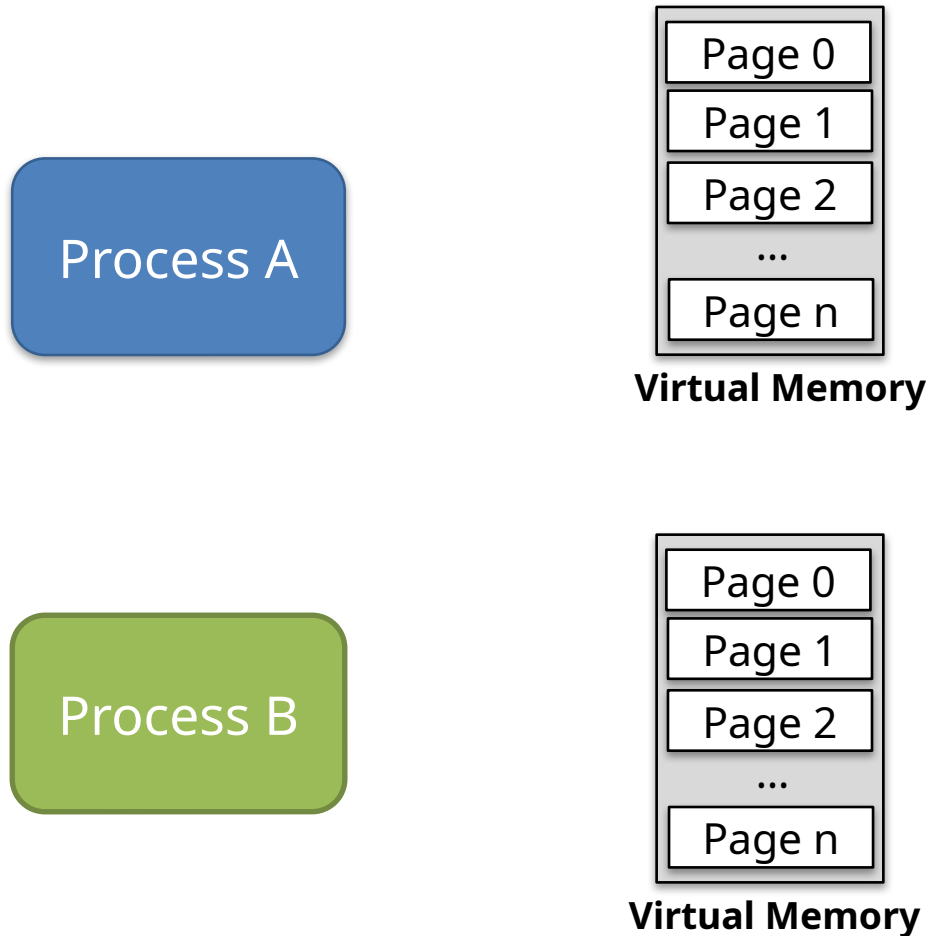 Page 0
Page 1
Process A
Page 2
...
Page n
Virtual Memory
Page 0
Page 1
Process B
Page 2
...
Page n
Virtual Memory